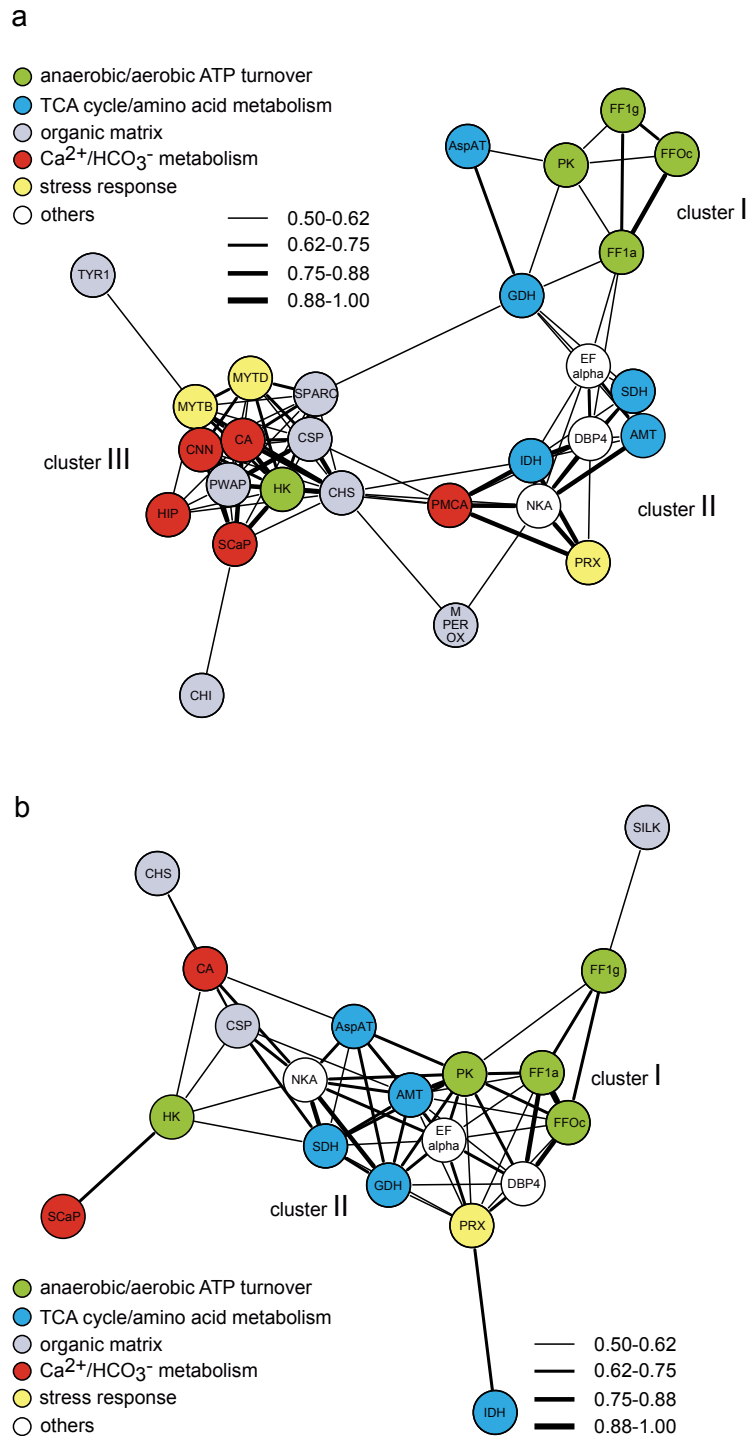 a
anaerobic/aerobic ATP turnover
TCA cycle/amino acid metabolism
organic matrix
Ca2+/HCO3- metabolism
stress response
others
0.50-0.62
0.62-0.75
0.75-0.88
0.88-1.00
FF1g
AspAT
PK
FFOc
cluster I
FF1a
TYR1
GDH
EF
alpha
MYTD
SPARC
SDH
MYTB
AMT
CNN
CA
CSP
DBP4
cluster III
IDH
PWAP
HK
CHS
PMCA
NKA
cluster II
HIP
SCaP
PRX
M
PER
OX
CHI
b
SILK
CHS
CA
FF1g
CSP
AspAT
NKA
PK
FF1a
cluster I
AMT
HK
FFOc
SDH
EF
alpha
GDH
DBP4
cluster II
SCaP
PRX
anaerobic/aerobic ATP turnover
TCA cycle/amino acid metabolism
organic matrix
Ca2+/HCO3- metabolism
stress response
others
0.50-0.62
0.62-0.75
0.75-0.88
0.88-1.00
IDH